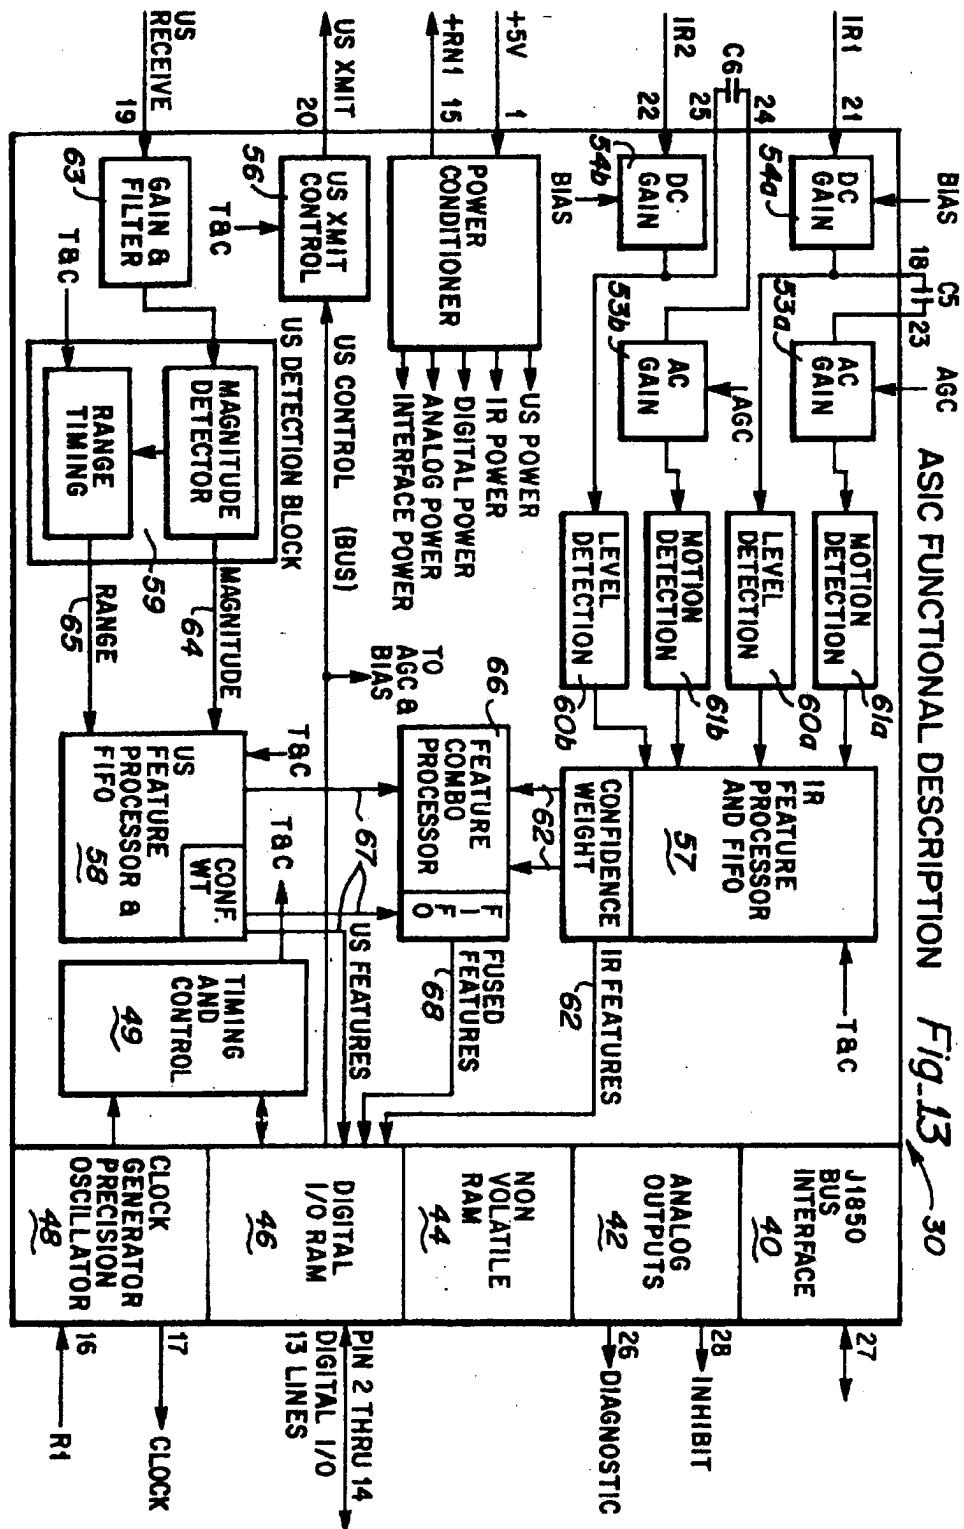 ASIC FUNCTIONAL DESCRIPTION Fig-13
30
IR1
21
BIAS
DC
GAIN
54a
18
C5
23
AGC
AC
GAIN
53a
MOTION
DETECTION
61a
LEVEL
DETECTION
60a
C6
24
25
IR2
22
DC
GAIN
54b
BIAS
AC
GAIN
53b
AGC
MOTION
DETECTION
61b
LEVEL
DETECTION
60b
IR
FEATURE
PROCESSOR
AND FIFO
57
CONFIDENCE
WEIGHT
T&C
62
IR FEATURES
62
J1850
BUS
INTERFACE
40
27
ANALOG
OUTPUTS
42
28
INHIBIT
26
DIAGNOSTIC
NON
VOLATILE
RAM
44
+5V
1
+RN1
15
POWER
CONDITIONER
US POWER
IR POWER
DIGITAL POWER
ANALOG POWER
INTERFACE POWER
66
FEATURE
COMBO
PROCESSOR
FIFO
FUSED
FEATURES
68
TO
AGC &
BIAS
67
US FEATURES
US XMIT
20
US XMIT
CONTROL
56
T&C
US CONTROL (BUS)
DIGITAL
I/O RAM
46
PIN 2 THRU 14
DIGITAL I/O
13 LINES
US
RECEIVE
19
GAIN &
FILTER
63
T&C
US DETECTION BLOCK
MAGNITUDE
DETECTOR
RANGE
TIMING
59
MAGNITUDE
64
RANGE
65
US
FEATURE
PROCESSOR &
FIFO
58
CONF.
WT
T&C
T&C
TIMING
AND
CONTROL
49
CLOCK
GENERATOR
PRECISION
OSCILLATOR
48
17
CLOCK
16
R1